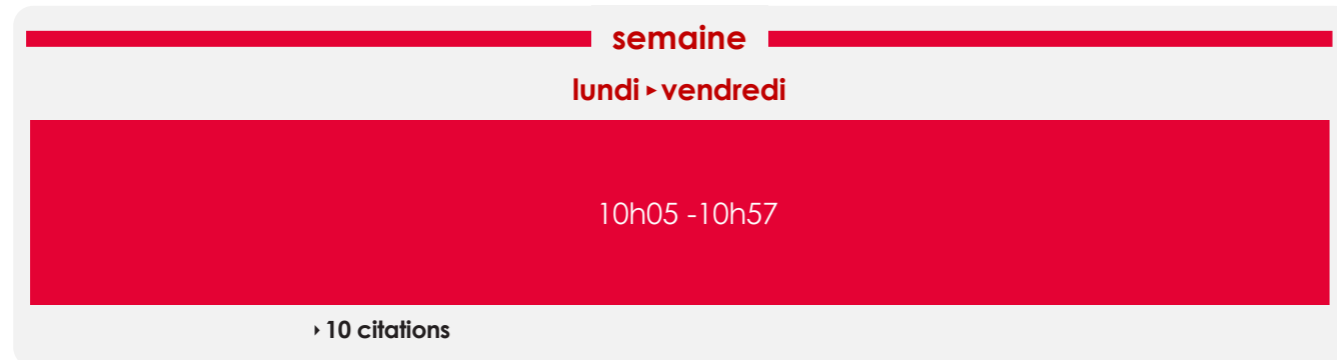 semaine
lundi ▸ vendredi
10h05 -10h57
▸ 10 citations